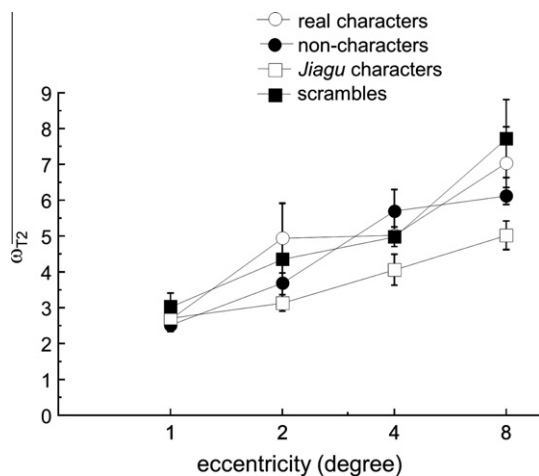 real characters
non-characters
Jiagu characters
scrambles
9
8
7
6
5
4
3
2
1
0
ω_T2
1 2 4 8
eccentricity (degree)